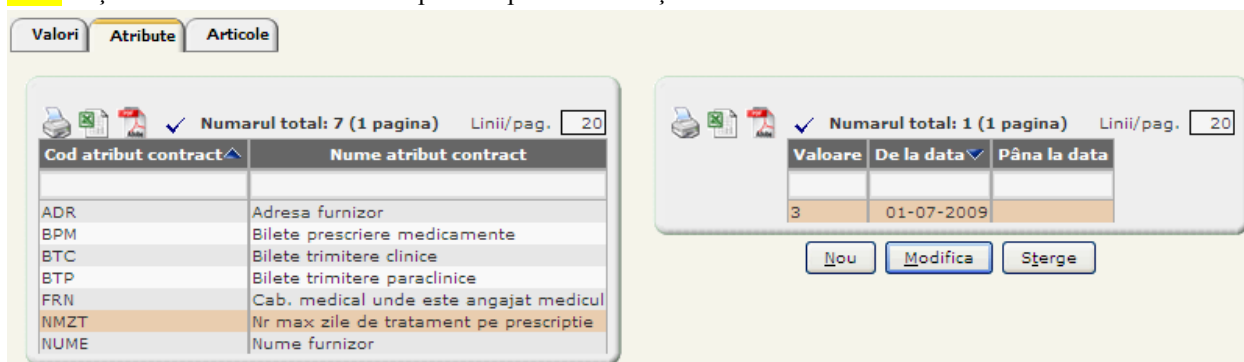 Valori Atribute Articole
Numarul total: 7 (1 pagina) Linii/pag. 20
Cod atribut contract Nume atribut contract
ADR Adresa furnizor
BPM Bilete prescriere medicamente
BTC Bilete trimitere clinice
BTP Bilete trimitere paraclinice
FRN Cab. medical unde este angajat medicul
NMZT Nr max zile de tratament pe prescriptie
NUME Nume furnizor
Numarul total: 1 (1 pagina) Linii/pag. 20
Valoare De la data Pâna la data
3 01-07-2009
Nou Modifica Sterge